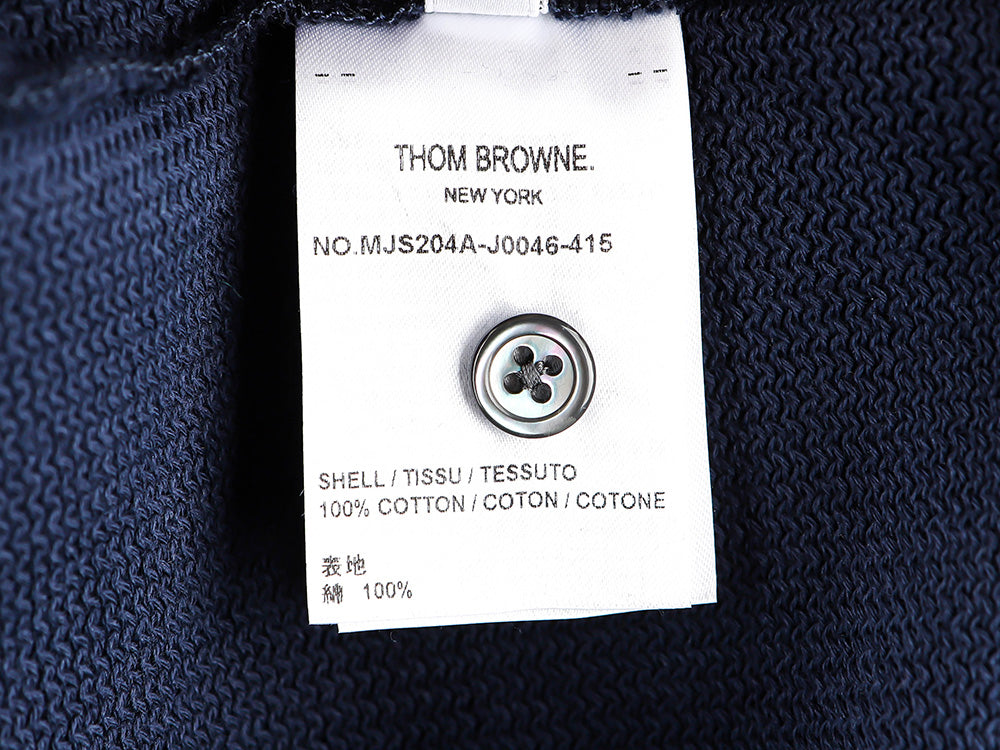 THOM BROWNE.
NEW YORK
NO.MJS204A-J0046-415
SHELL / TISSU / TESSUTO
100% COTTON / COTON / COTONE
表地
綿 100%